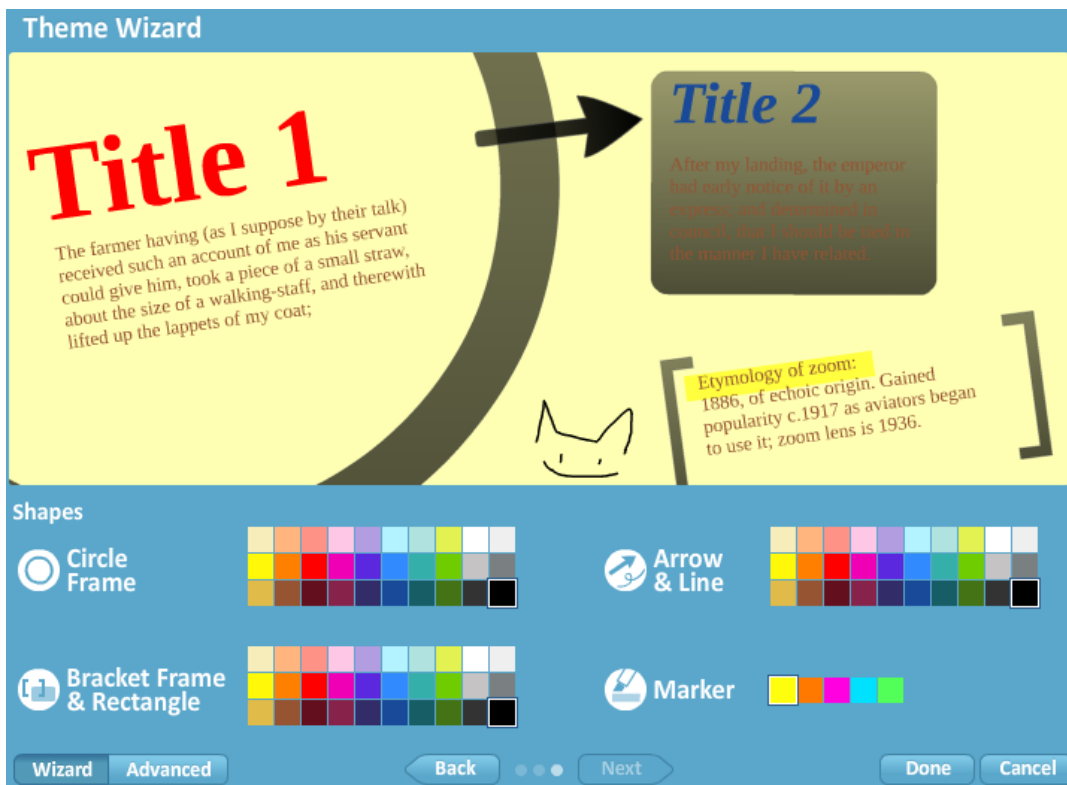 Theme Wizard
Title 1
The farmer having (as I suppose by their talk)
received such an account of me as his servant
could give him, took a piece of a small straw,
about the size of a walking-staff, and therewith
lifted up the lappets of my coat;
Title 2
After my landing, the emperor
had early notice of it by an
express; and determined in
council, that I should be
the manner I have related.
Etymology of zoom:
1886, of echoic origin. Gained
popularity c.1917 as aviators began
to use it; zoom lens is 1936.
Shapes
Circle
Frame
Arrow
& Line
Bracket Frame
& Rectangle
Marker
Wizard
Advanced
Back
Next
Done
Cancel